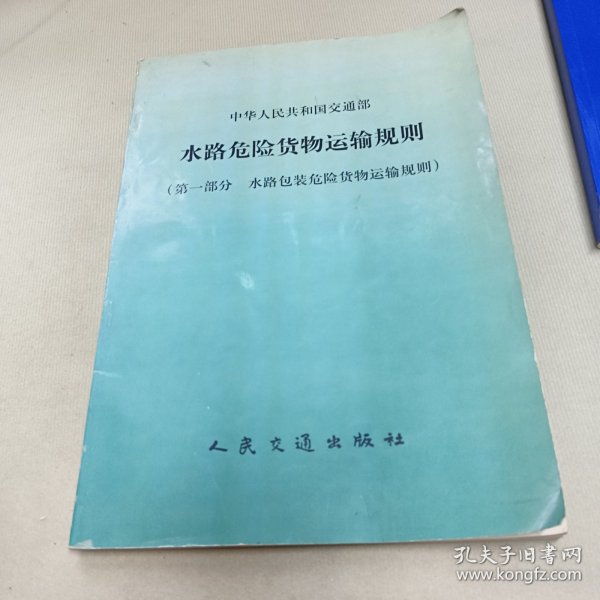 中华人民共和国交通部
水路危险货物运输规则
(第一部分 水路包装危险货物运输规则)
人民交通出版社
孔夫子旧书网
www.kongfz.com